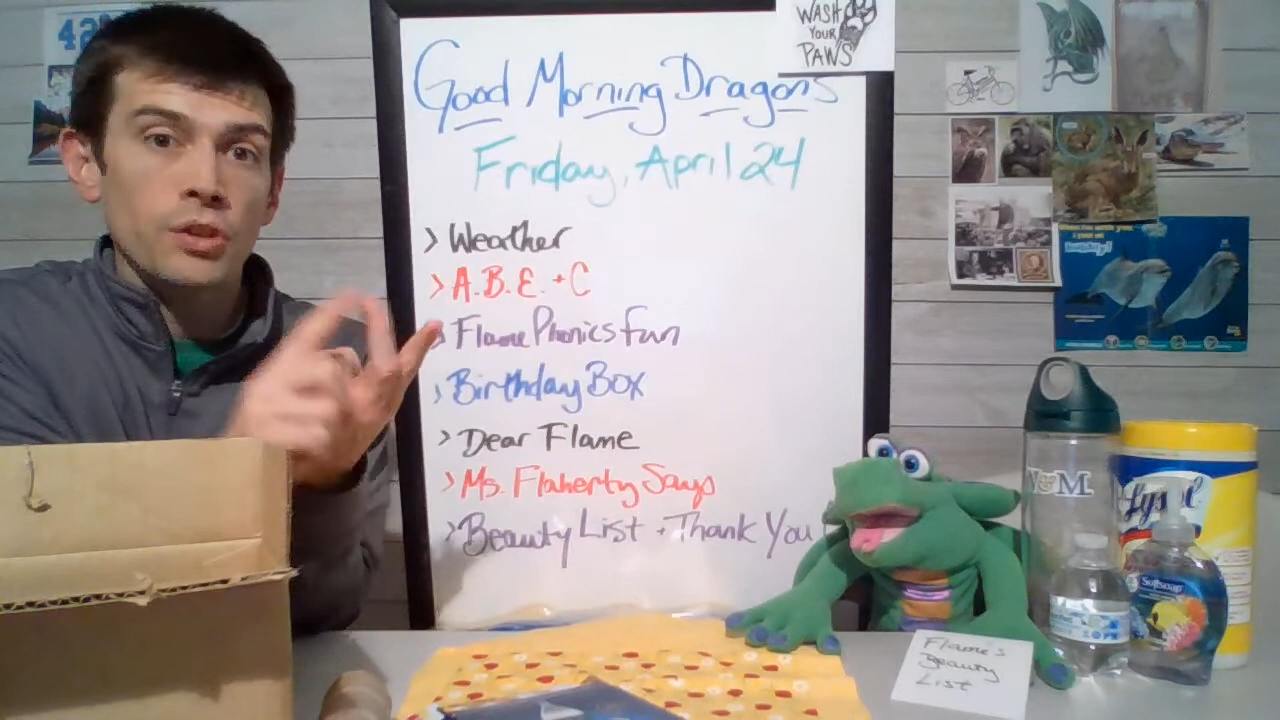 42
WASH
YOUR
PAWS
Good Morning Dragons
Friday, April 24
> Weather
> A.B.E. + C
> Flame Phonics fun
> Birthday Box
> Dear Flame
> Ms. Flaherty Says
> Beauty List + Thank You
Flame's
Beauty
List
Lysol
Softsoap